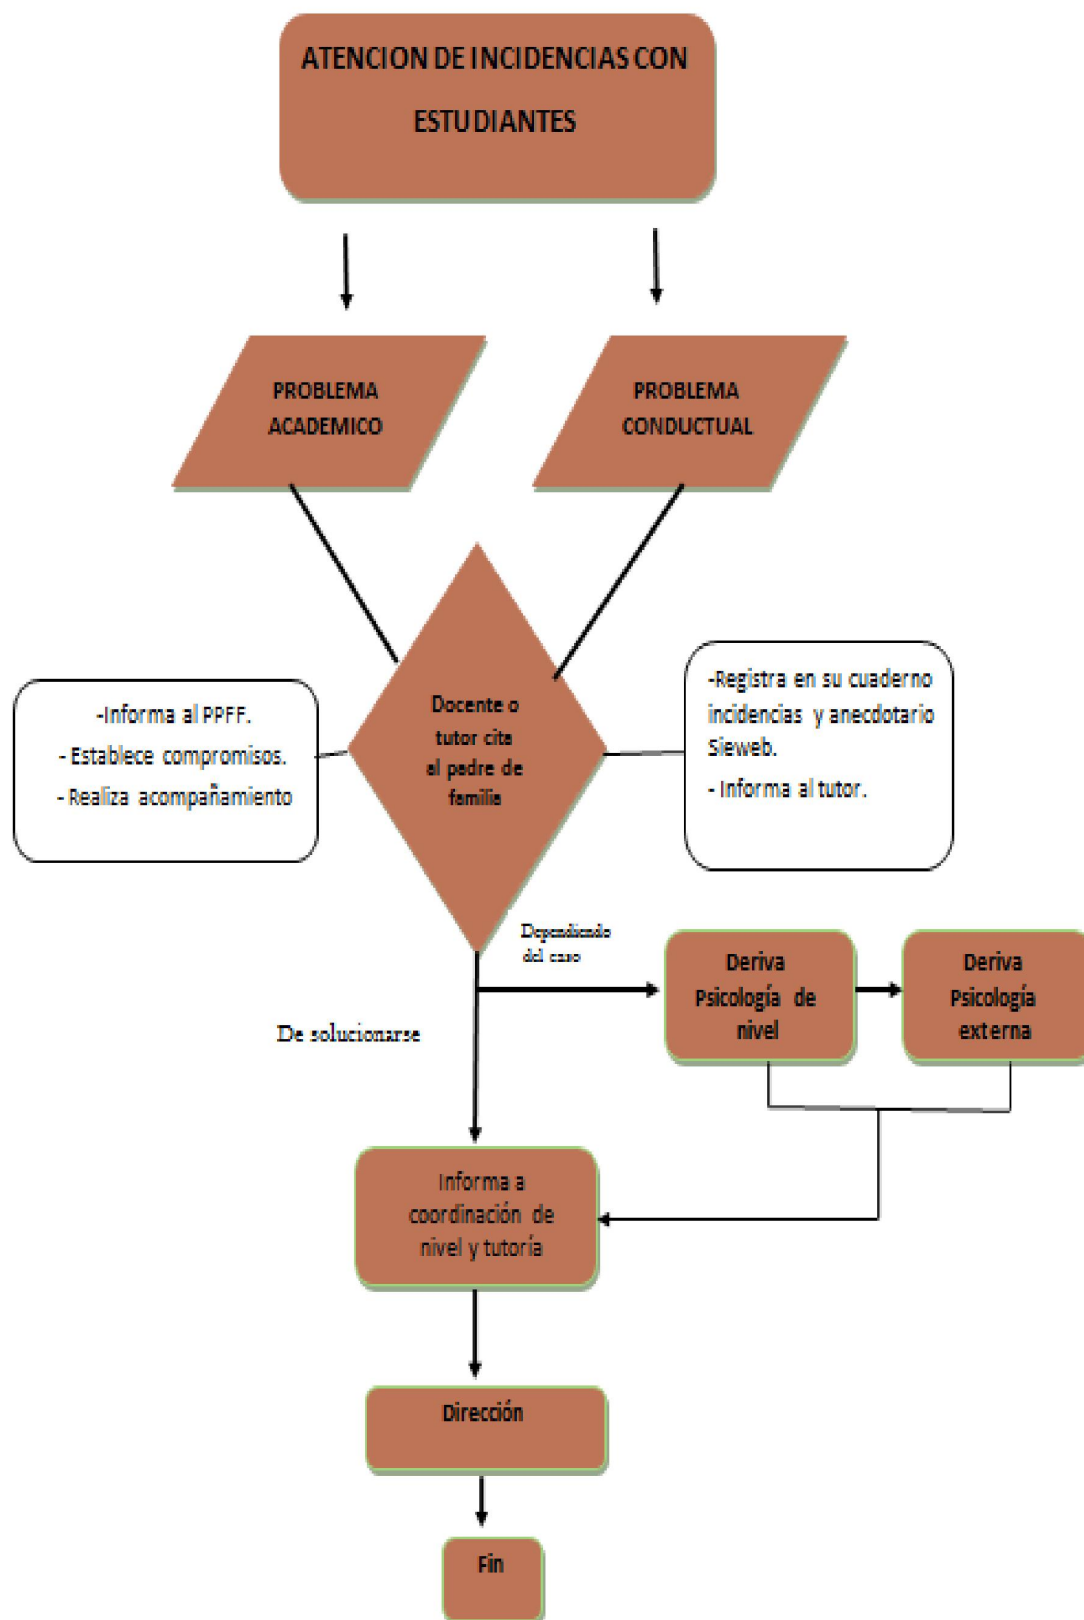 ATENCION DE INCIDENCIAS CON
ESTUDIANTES
PROBLEMA
ACADEMICO
PROBLEMA
CONDUCTUAL
Docente o
tutor cita
al padre de
familia
-Informa al PPFF.
- Establece compromisos.
- Realiza acompañamiento
-Registra en su cuaderno
incidencias y anecdotario
Sieweb.
- Informa al tutor.
Dependiendo
del caso
De solucionarse
Deriva
Psicología de
nivel
Deriva
Psicología
externa
Informa a
coordinación de
nivel y tutoría
Dirección
Fin